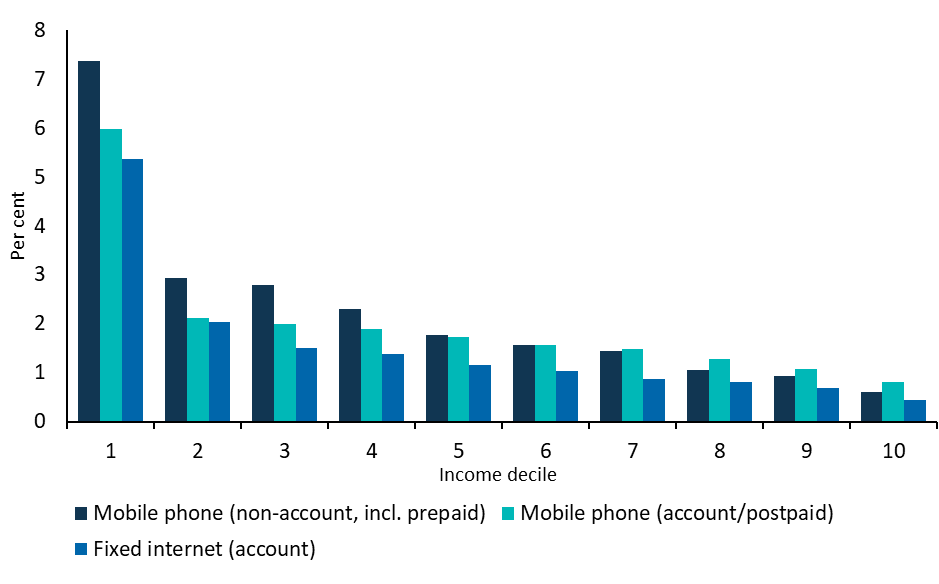 8
7
6
5
4
3
2
1
0
Per cent
1 2 3 4 5 6 7 8 9 10
Income decile
Mobile phone (non-account, incl. prepaid) Mobile phone (account/postpaid)
Fixed internet (account)